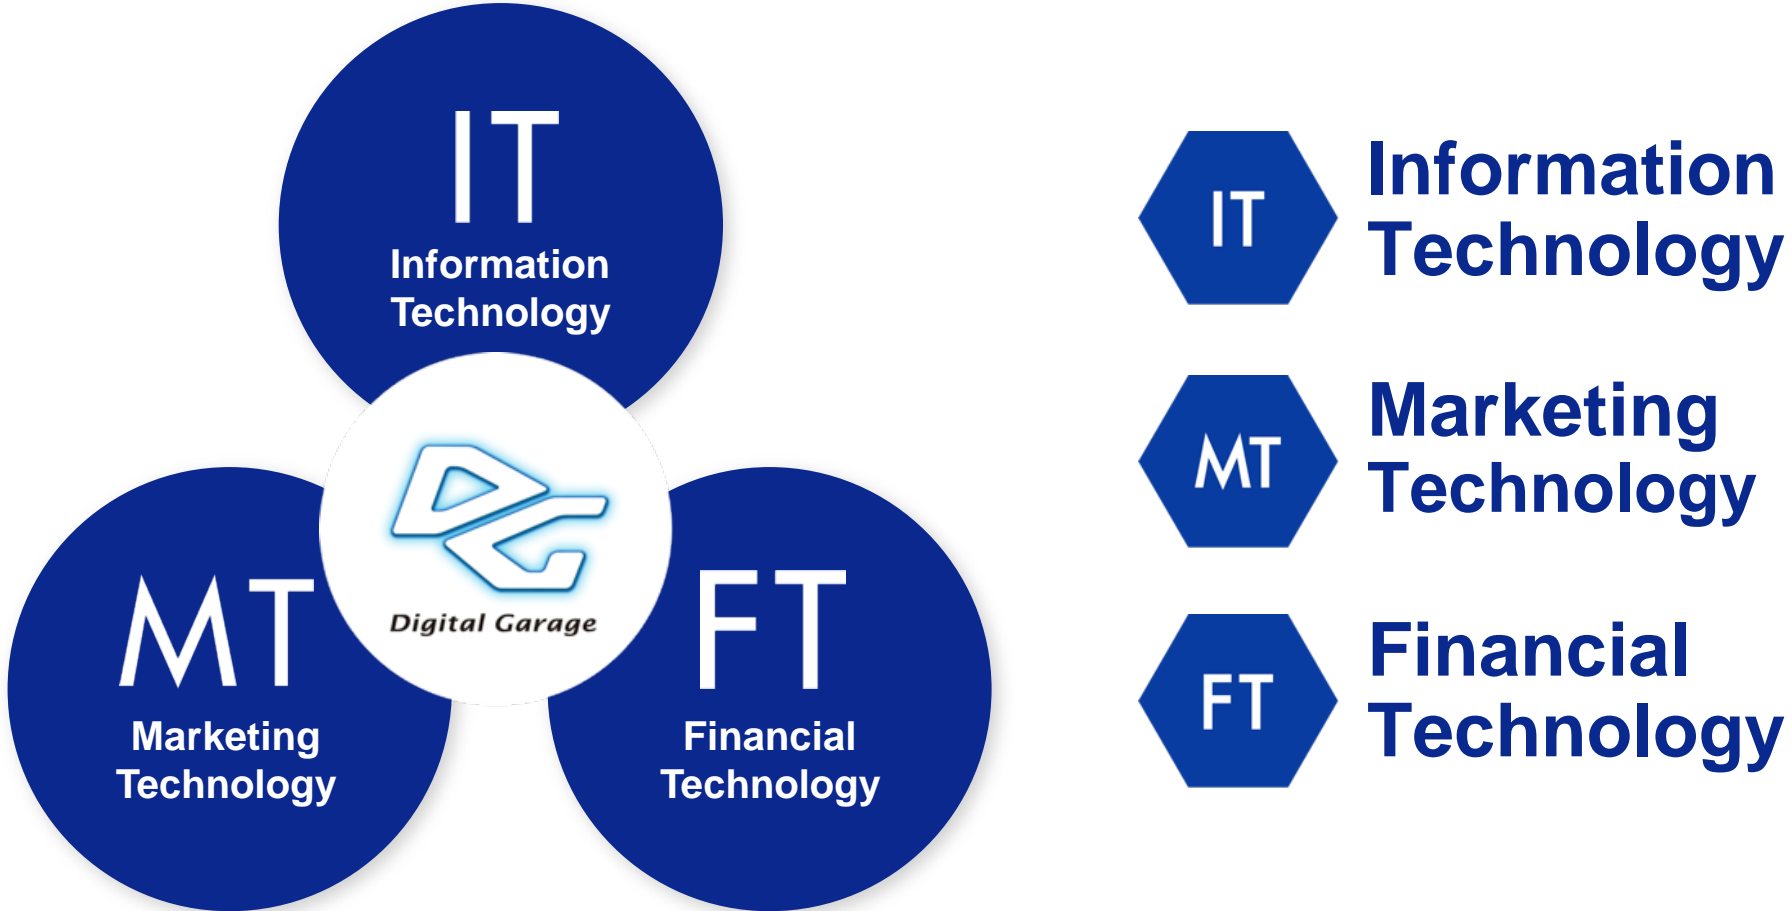 IT
Information
Technology
DG
Digital Garage
MT
Marketing
Technology
FT
Financial
Technology
IT
Information
Technology
MT
Marketing
Technology
FT
Financial
Technology